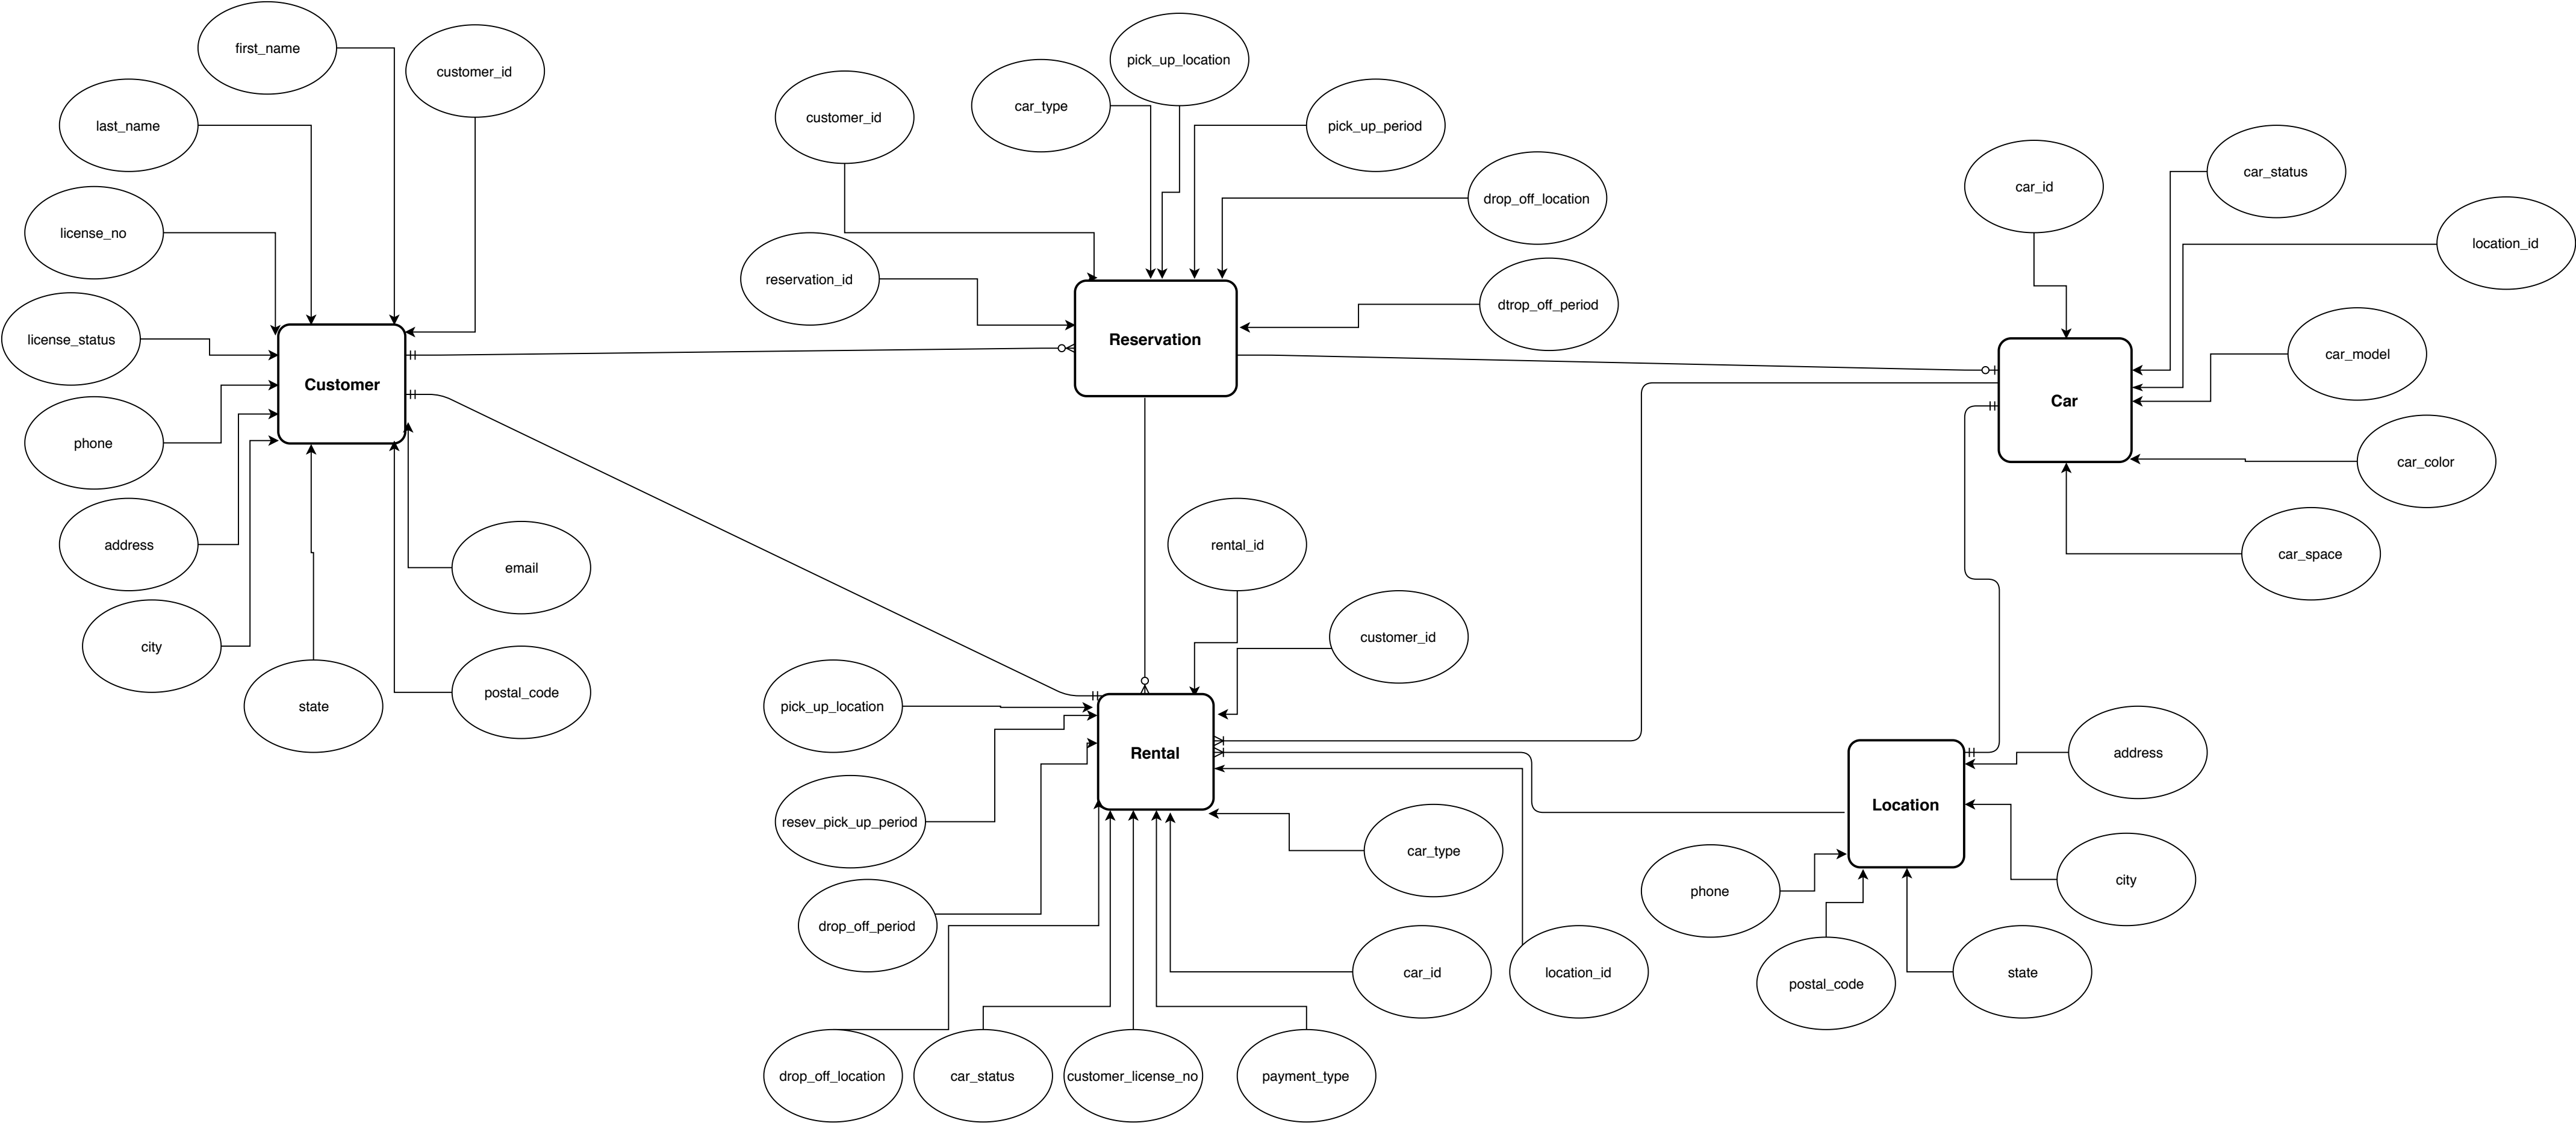 first_name
customer_id
last_name
license_no
license_status
phone
address
city
state
postal_code
email
Customer
customer_id
car_type
pick_up_location
pick_up_period
drop_off_location
dtrop_off_period
reservation_id
Reservation
car_id
car_status
location_id
car_model
car_color
car_space
Car
rental_id
customer_id
pick_up_location
resev_pick_up_period
drop_off_period
drop_off_location
car_status
customer_license_no
payment_type
car_id
location_id
car_type
Rental
address
city
state
postal_code
phone
Location